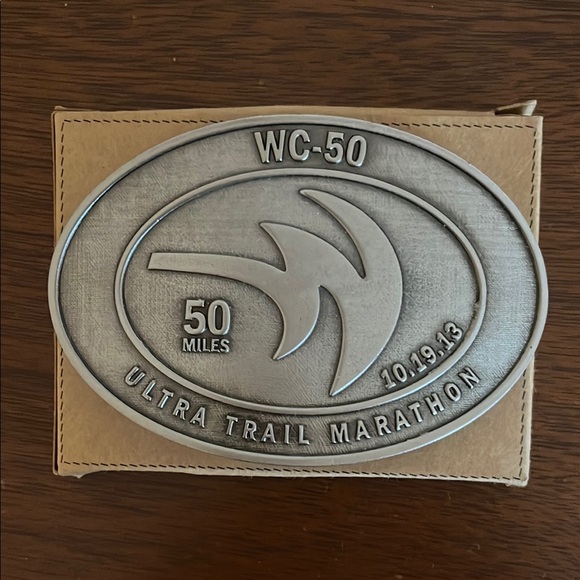 WC-50
50
MILES
10.19.13
ULTRA TRAIL MARATHON